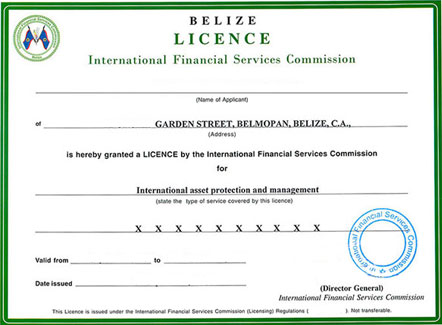 BELIZE
LICENCE
International Financial Services Commission
(Name of Applicant)
of GARDEN STREET, BELMOPAN, BELIZE, C.A.,
(Address)
is hereby granted a LICENCE by the International Financial Services Commission
for
International asset protection and management
(state the type of service covered by this licence)
X X X X X X X X X X
Valid from to
Date issued
International Financial Services Commission
(Director General)
International Financial Services Commission
This Licence is issued under the International Financial Services Commission (Licensing) Regulations ( ). Not transferable.